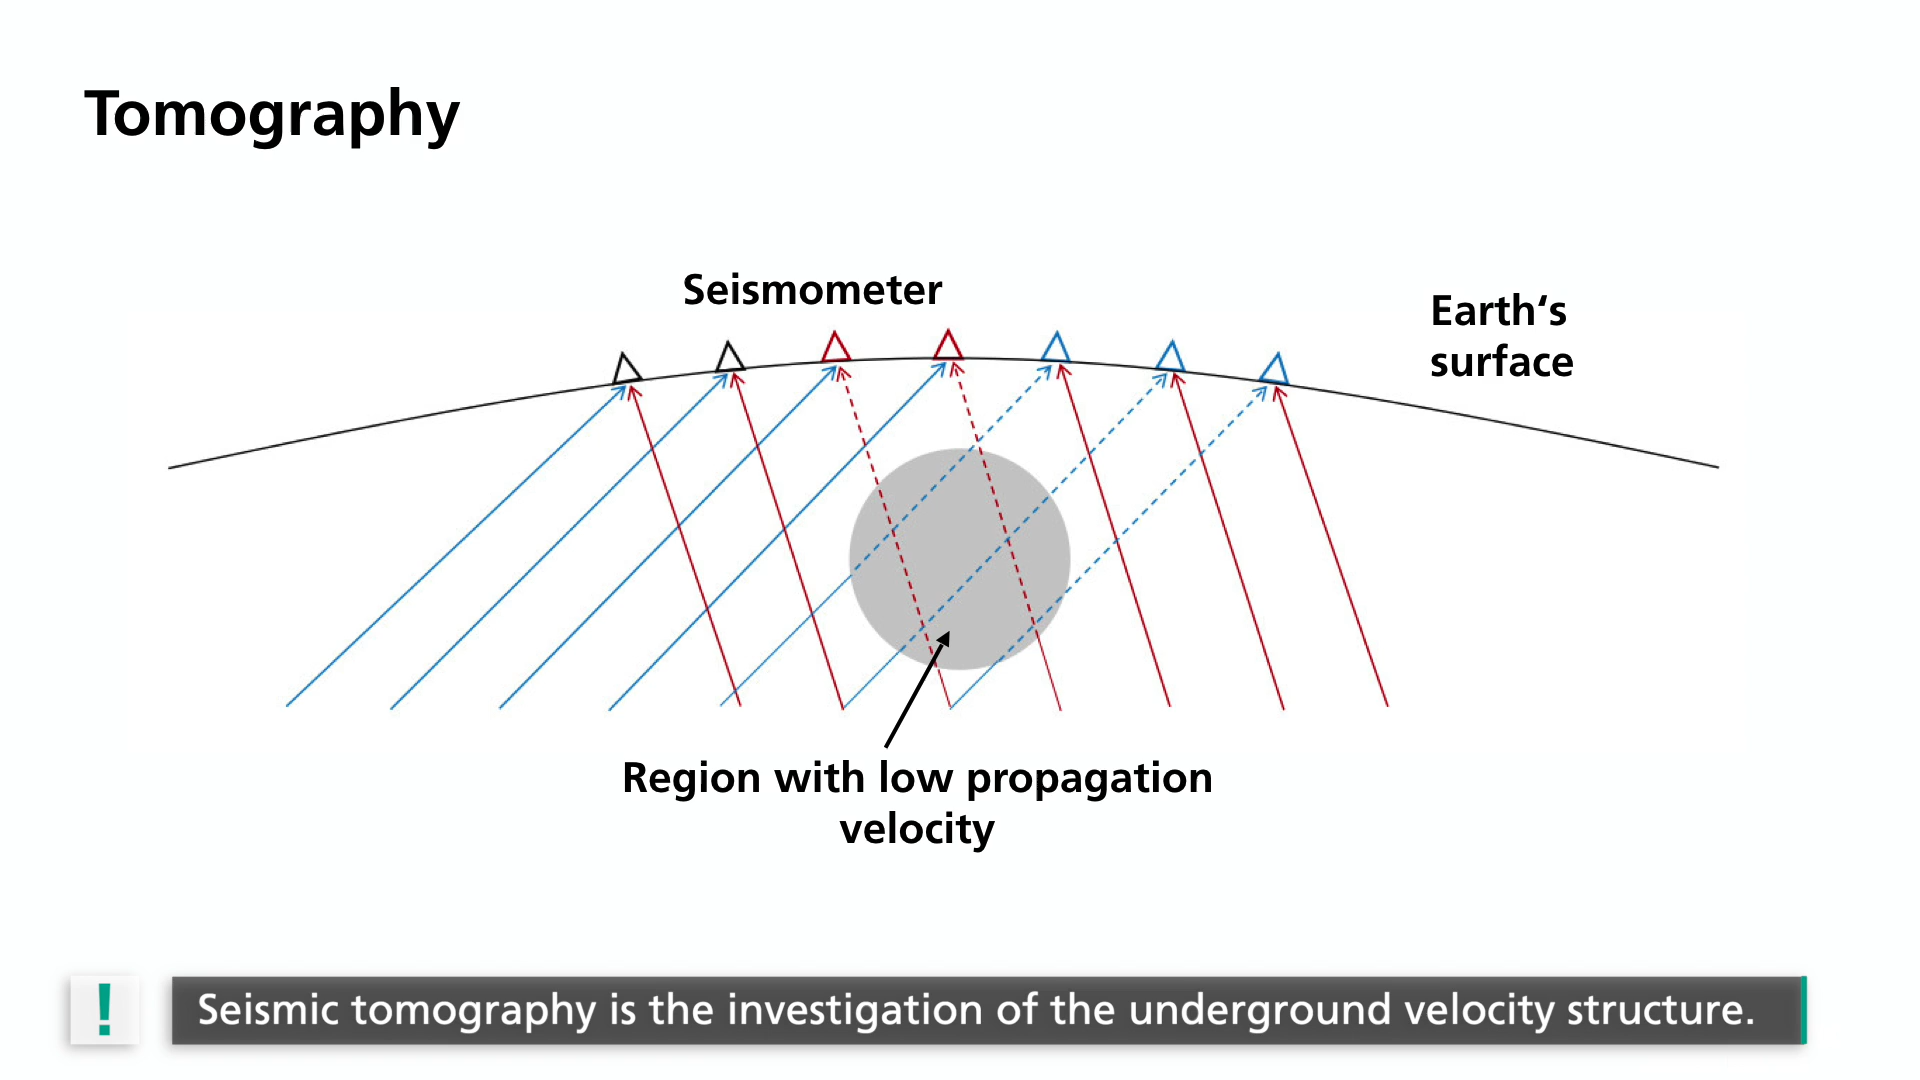 Tomography
Seismometer
Earth‘s
surface
Region with low propagation
velocity
!
Seismic tomography is the investigation of the underground velocity structure.